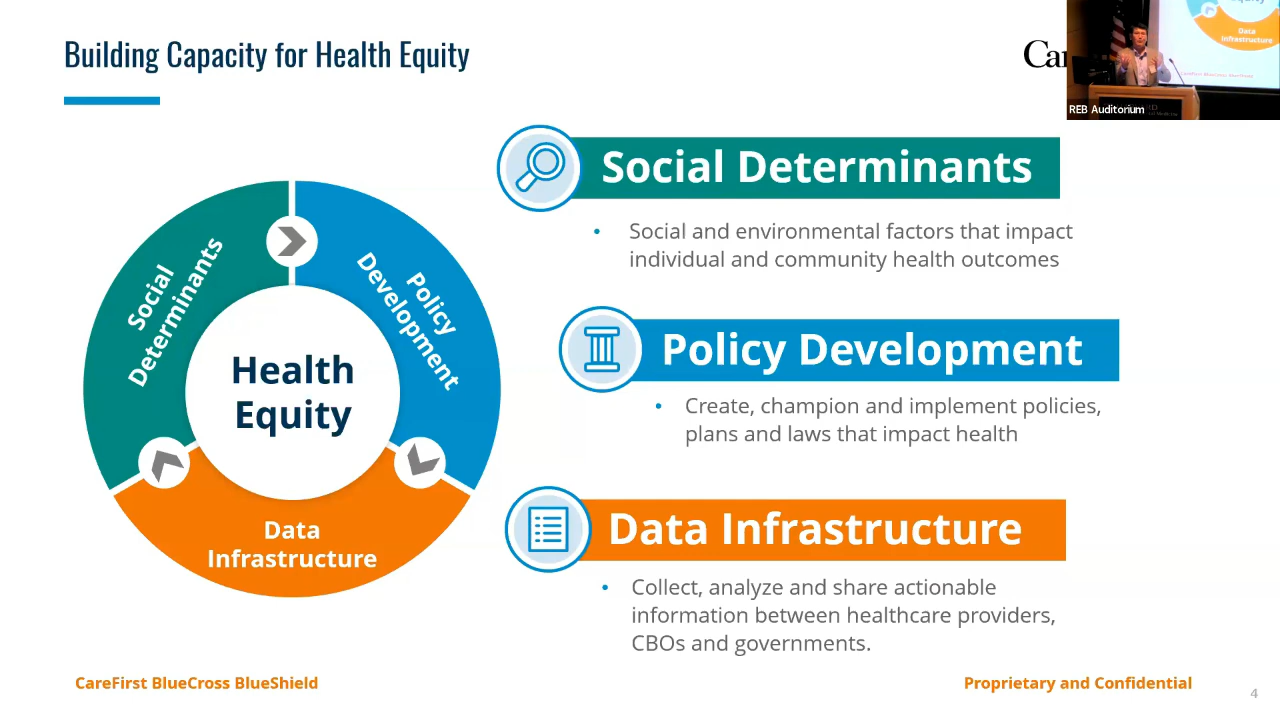 Building Capacity for Health Equity
REB Auditorium
Data
Infrastructure
Social Determinants
Social and environmental factors that impact
individual and community health outcomes
Social
Determinants
Policy
Development
Health
Equity
Data
Infrastructure
Policy Development
Create, champion and implement policies,
plans and laws that impact health
Data Infrastructure
Collect, analyze and share actionable
information between healthcare providers,
CBOs and governments.
CareFirst BlueCross BlueShield
Proprietary and Confidential
4